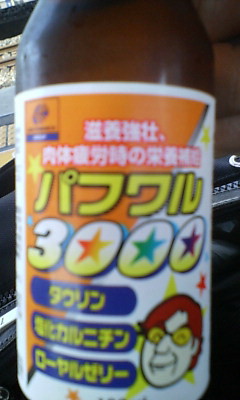 滋養強壮、
肉体疲労時の栄養補給
パフワル
3000
タウリン
塩化カルニチン
ローヤルゼリー